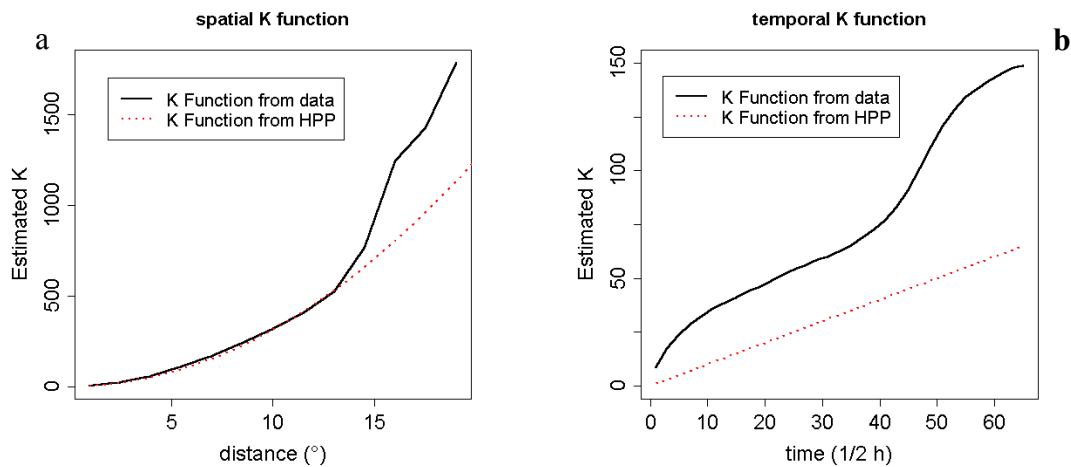 spatial K function
a
K Function from data
K Function from HPP
Estimated K
0
500
1000
1500
5
10
15
distance (°)
temporal K function
b
K Function from data
K Function from HPP
Estimated K
0
50
100
150
0
10
20
30
40
50
60
time (1/2 h)